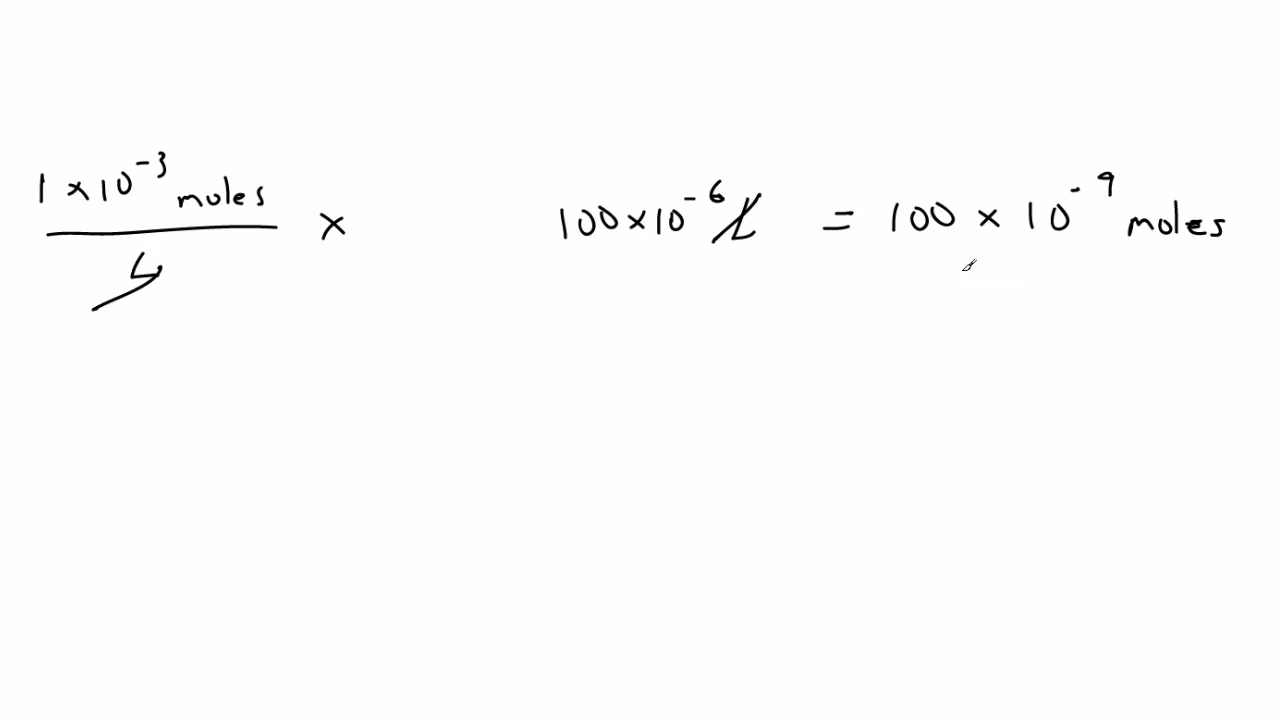 1 × 10⁻³ moles × 100 × 10⁻⁶ L = 100 × 10⁻⁹ moles
L